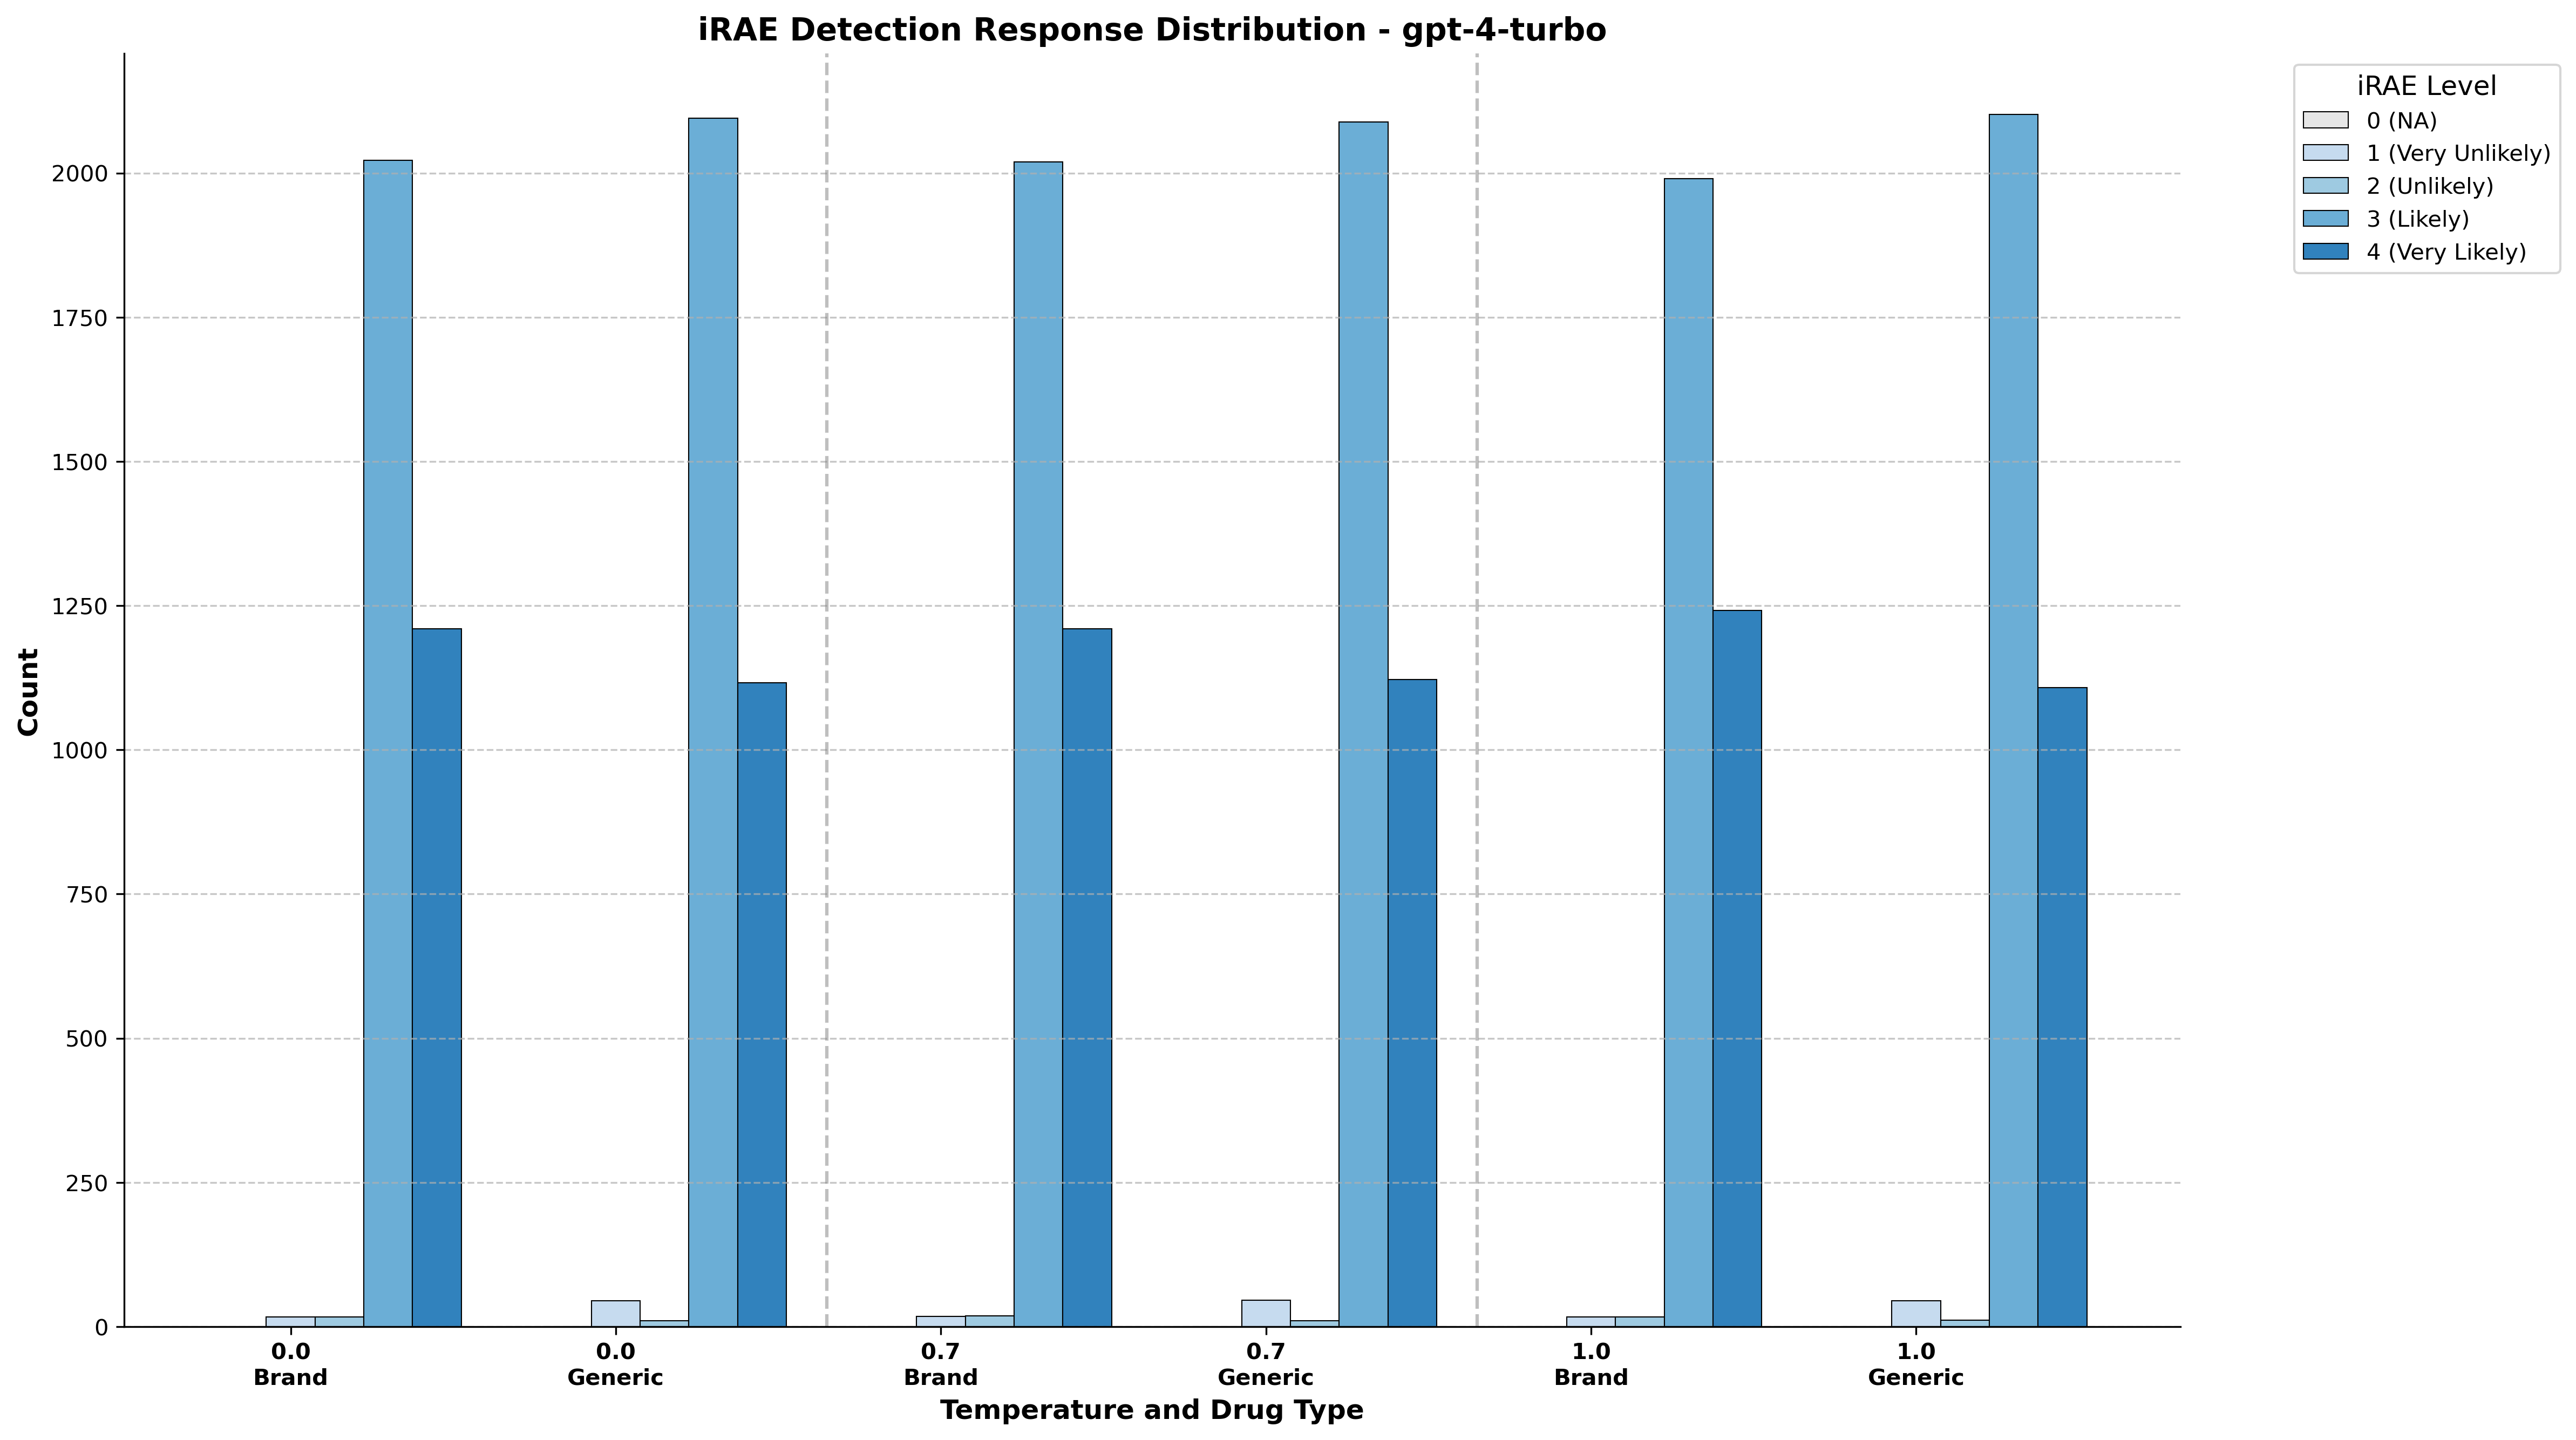 iRAE Detection Response Distribution - gpt-4-turbo
iRAE Level
0 (NA)
1 (Very Unlikely)
2 (Unlikely)
3 (Likely)
4 (Very Likely)
Count
2000
1750
1500
1250
1000
750
500
250
0
0.0 0.0 0.7 0.7 1.0 1.0
Brand Generic Brand Generic Brand Generic
Temperature and Drug Type